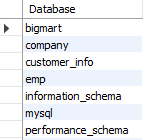 Database
bigmart
company
customer_info
emp
information_schema
mysql
performance_schema